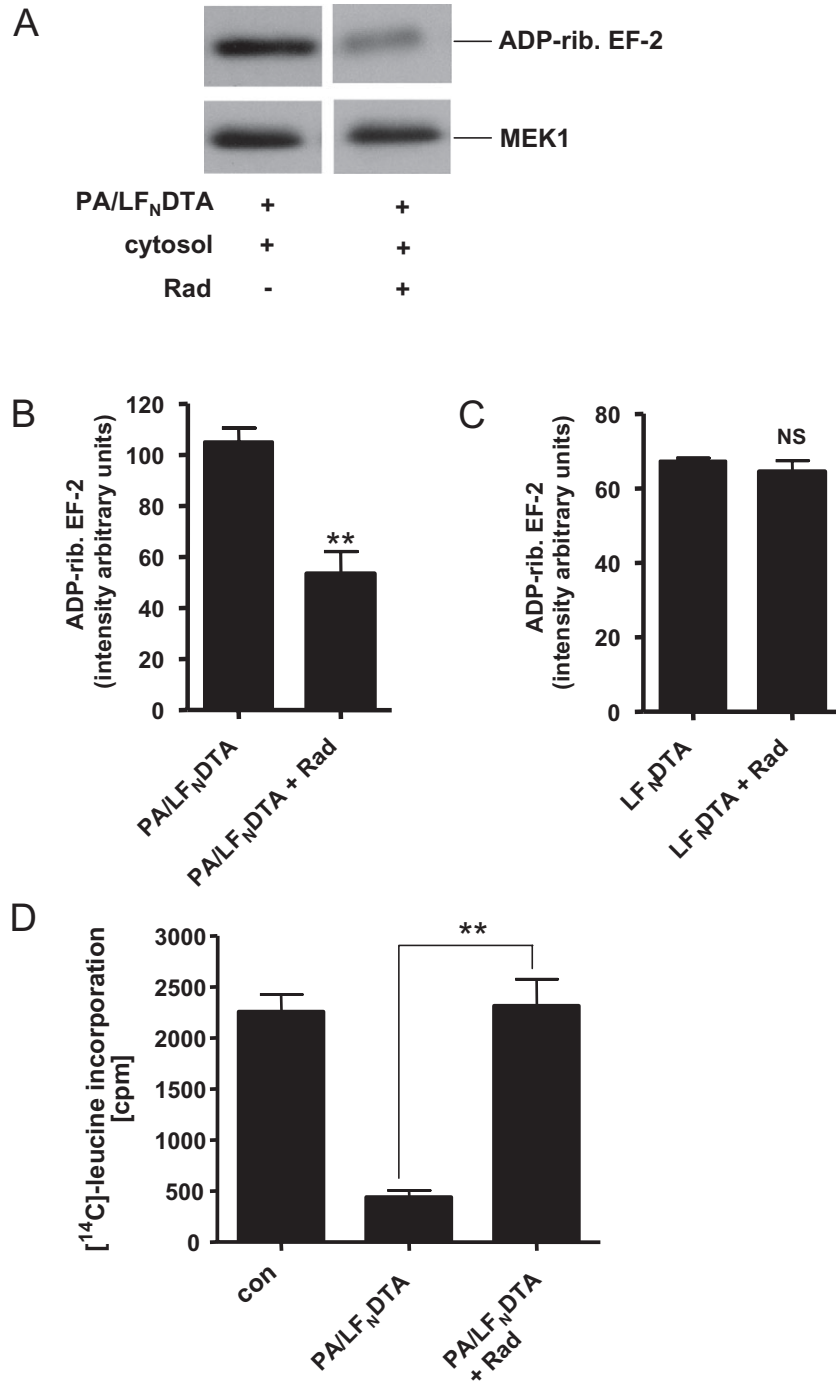 A
ADP-rib. EF-2
MEK1
PA/LFNDTA + +
cytosol + +
Rad - +
B
ADP-rib. EF-2
(intensity arbitrary units)
120
100
80
60
40
20
0
**
PA/LFNDTA
PA/LFNDTA + Rad
C
ADP-rib. EF-2
(intensity arbitrary units)
80
60
40
20
0
NS
LFNDTA
LFNDTA + Rad
D
[14C]-leucine incorporation
[cpm]
3000
2500
2000
1500
1000
500
0
**
con
PA/LFNDTA
PA/LFNDTA
+ Rad